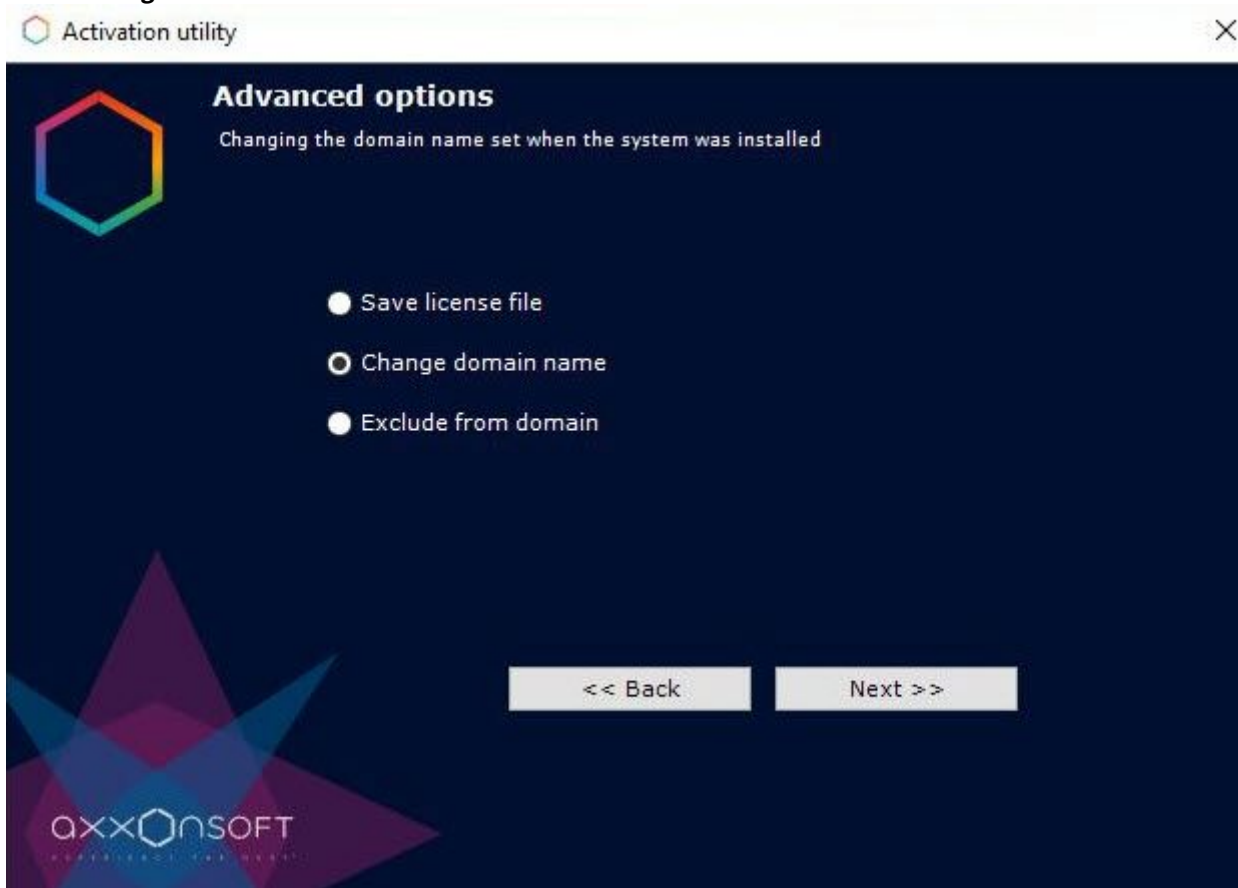 Activation utility
Advanced options
Changing the domain name set when the system was installed
Save license file
Change domain name
Exclude from domain
<< Back
Next >>
axxonsoft